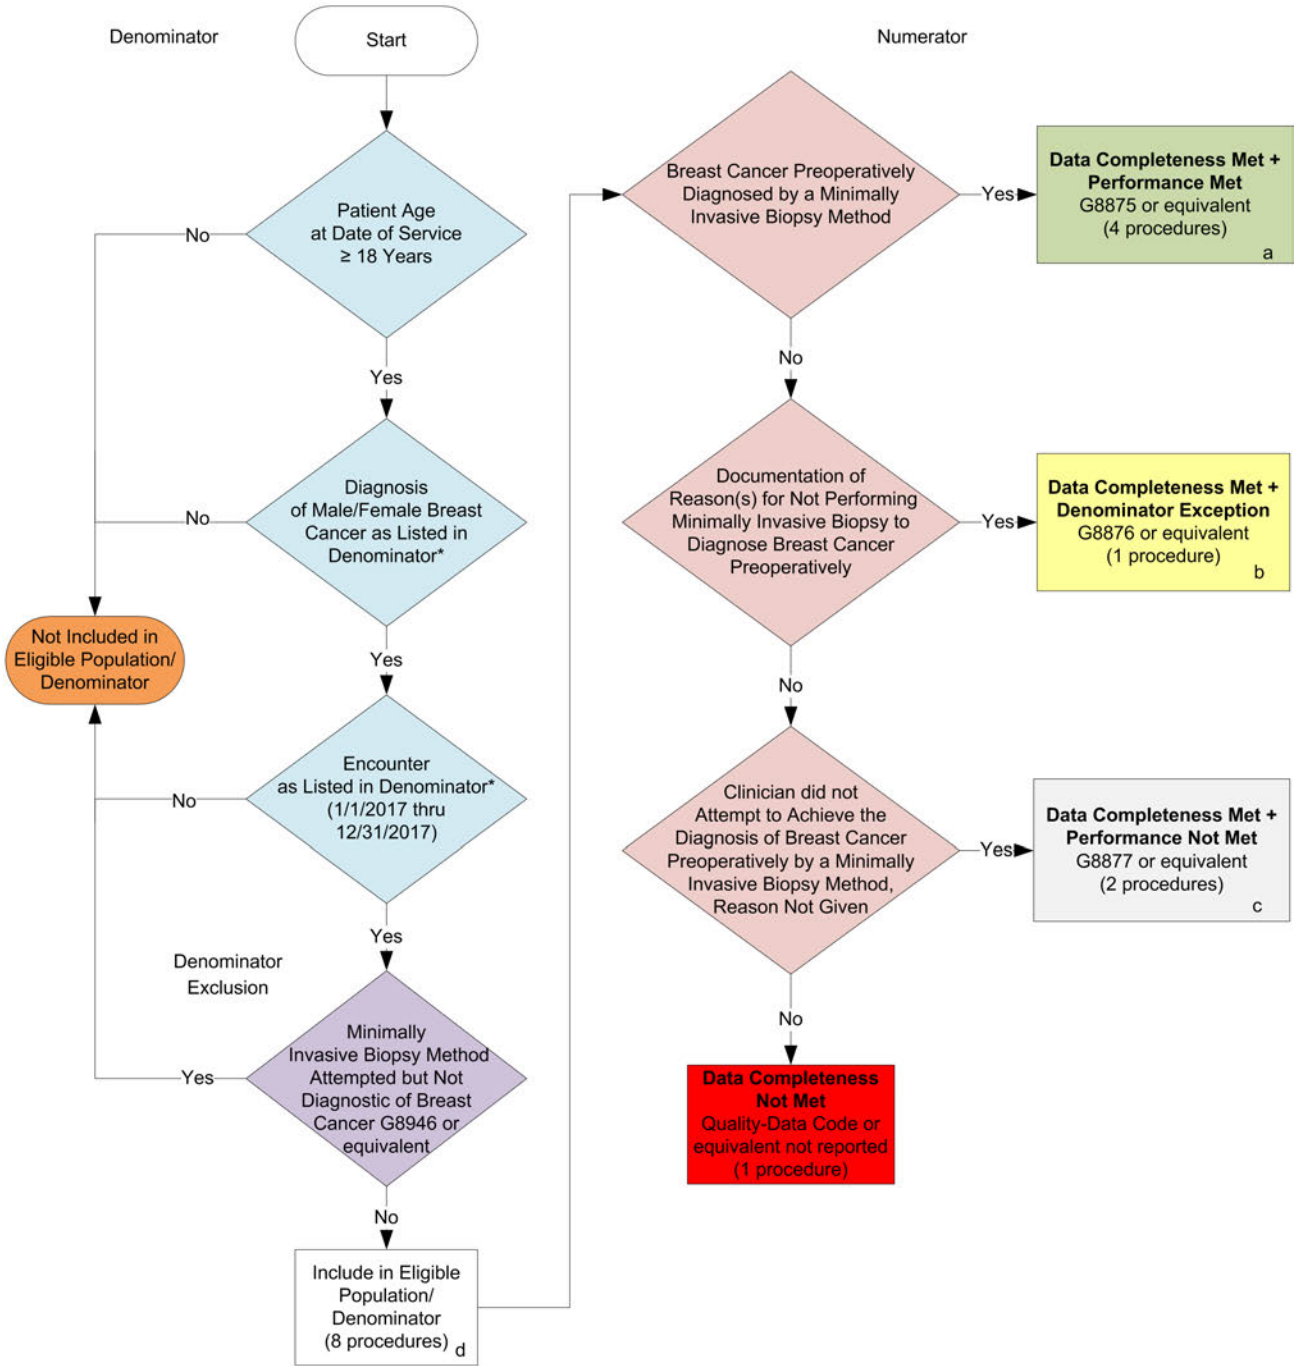 Denominator
Start
Patient Age
at Date of Service
≥ 18 Years
No
Yes
Diagnosis
of Male/Female Breast
Cancer as Listed in
Denominator*
No
Not Included in
Eligible Population/
Denominator
Yes
Encounter
as Listed in Denominator*
(1/1/2017 thru
12/31/2017)
No
Yes
Denominator
Exclusion
Minimally
Invasive Biopsy Method
Attempted but Not
Diagnostic of Breast
Cancer G8946 or
equivalent
Yes
No
Include in Eligible
Population/
Denominator
(8 procedures)
d
Numerator
Breast Cancer Preoperatively
Diagnosed by a Minimally
Invasive Biopsy Method
Yes
Data Completeness Met +
Performance Met
G8875 or equivalent
(4 procedures)
a
No
Documentation of
Reason(s) for Not Performing
Minimally Invasive Biopsy to
Diagnose Breast Cancer
Preoperatively
Yes
Data Completeness Met +
Denominator Exception
G8876 or equivalent
(1 procedure)
b
No
Clinician did not
Attempt to Achieve the
Diagnosis of Breast Cancer
Preoperatively by a Minimally
Invasive Biopsy Method,
Reason Not Given
Yes
Data Completeness Met +
Performance Not Met
G8877 or equivalent
(2 procedures)
c
No
Data Completeness
Not Met
Quality-Data Code or
equivalent not reported
(1 procedure)